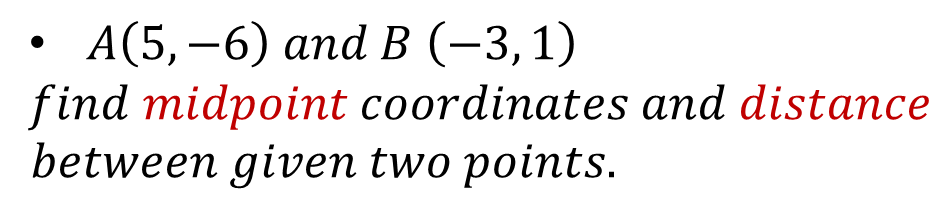 • A(5, −6) and B (−3, 1)
find midpoint coordinates and distance
between given two points.